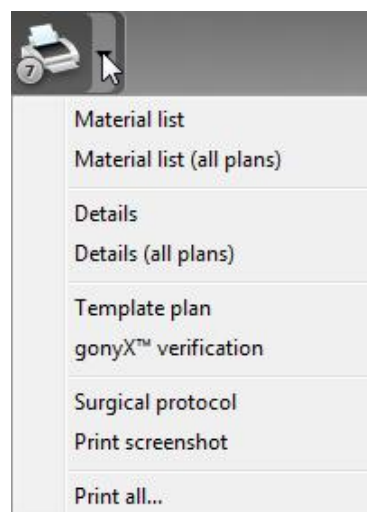 7
Material list
Material list (all plans)
Details
Details (all plans)
Template plan
gonyX™ verification
Surgical protocol
Print screenshot
Print all...